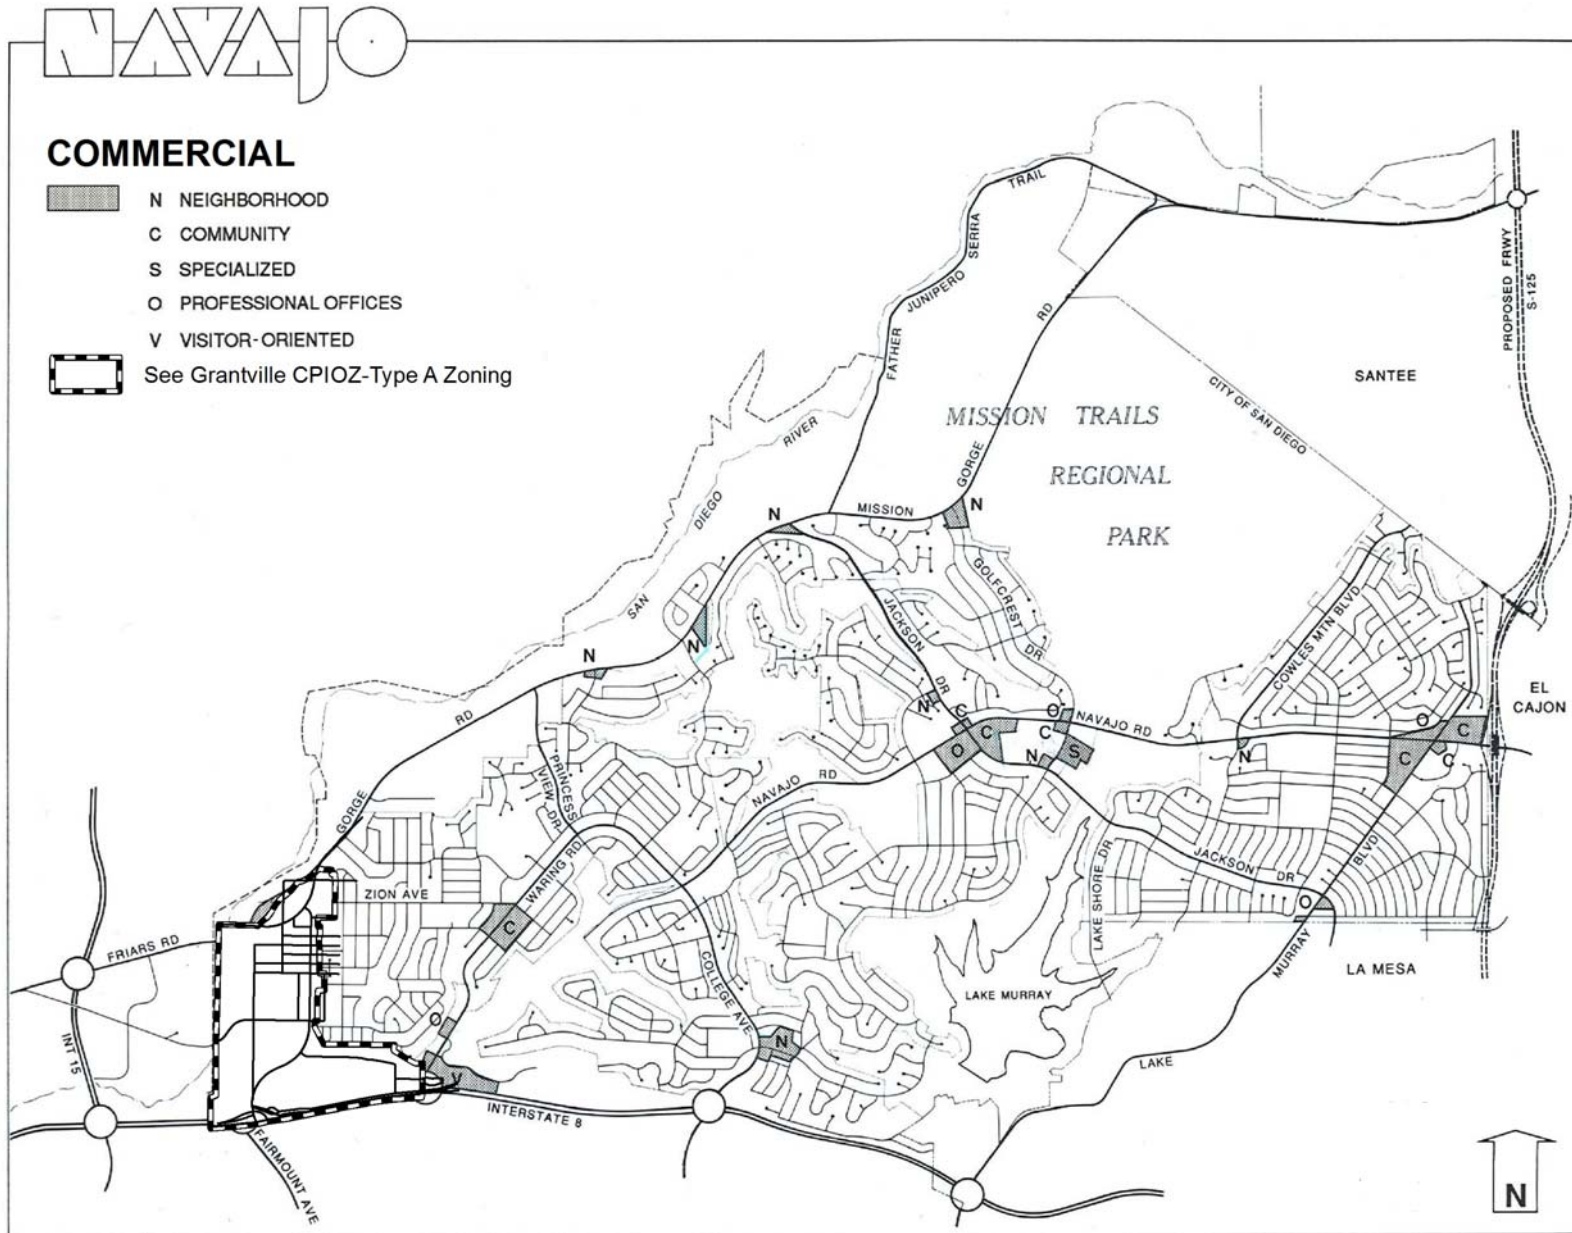 NAVAJO
COMMERCIAL
N NEIGHBORHOOD
C COMMUNITY
S SPECIALIZED
O PROFESSIONAL OFFICES
V VISITOR-ORIENTED
See Grantville CPIOZ-Type A Zoning
TRAIL
SERRA
JUNIPERO
FATHER
RD
GORGE
MISSION
PROPOSED FRWY
S-125
SANTEE
CITY OF SAN DIEGO
MISSION TRAILS
REGIONAL
PARK
RIVER
DIEGO
SAN
N
N
N
N
GOLFCREST
DR
JACKSON
DR
N
C
O
NAVAJO RD
C
C
O
N
S
COWLES MTN BLVD
EL
CAJON
O
C
C
C
N
RD
GORGE
PRINCESS
VIEW DR
NAVAJO
RD
WARING RD
ZION AVE
C
JACKSON
DR
BLVD
O
MURRAY
LAKE SHORE DR
LA MESA
LAKE MURRAY
LAKE
COLLEGE AVE
N
O
V
FRIARS RD
INT 15
INTERSTATE 8
FAIRMOUNT AVE
N